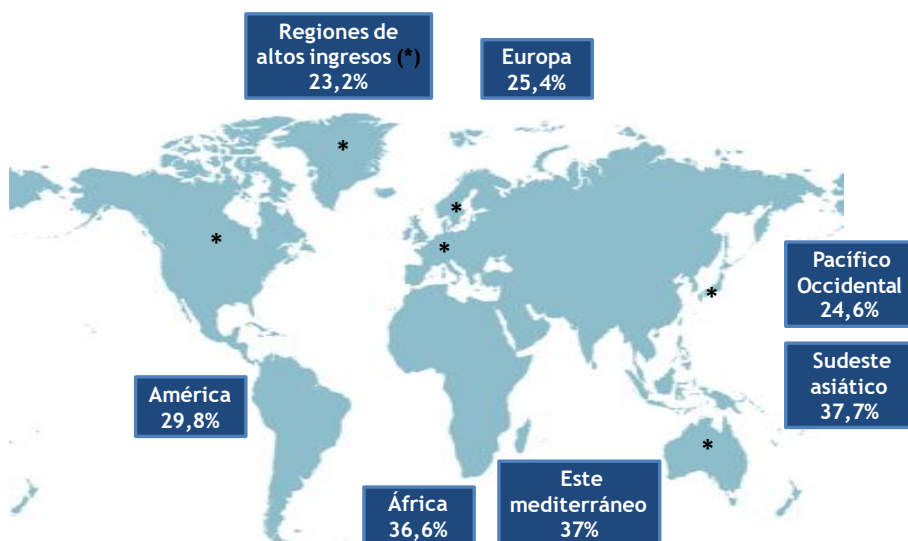 Regiones de
altos ingresos (*)
23,2%
Europa
25,4%
*
*
*
*
*
Pacífico
Occidental
24,6%
Sudeste
asiático
37,7%
América
29,8%
*
África
36,6%
Este
mediterráneo
37%